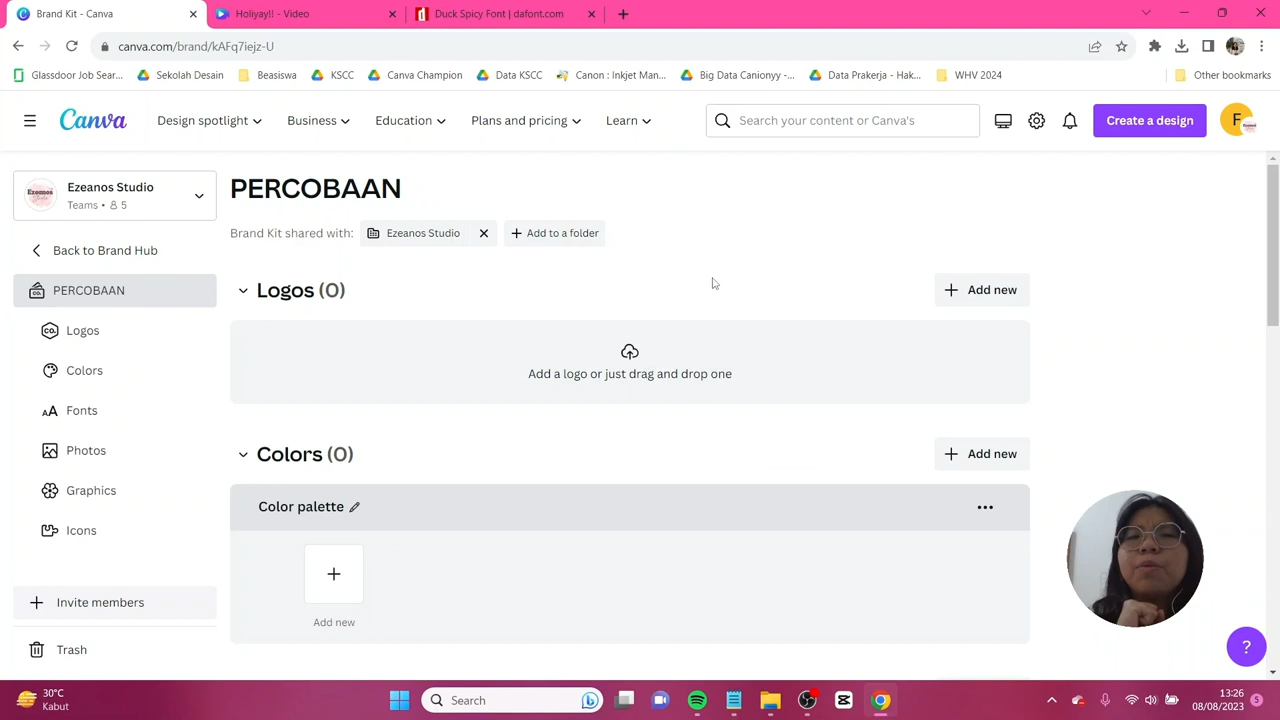 Brand Kit - Canva
Holiyay!! - Video
Duck Spicy Font | dafont.com
canva.com/brand/kAFq7iejz-U
Glassdoor Job Sear...
Sekolah Desain
Beasiswa
KSCC
Canva Champion
Data KSCC
Canon : Inkjet Man...
Big Data Canionyy -...
Data Prakerja - Hak...
WHV 2024
Other bookmarks
Canva
Design spotlight
Business
Education
Plans and pricing
Learn
Search your content or Canva's
Create a design
F
Ezeanos Studio
Teams • 5
Back to Brand Hub
PERCOBAAN
Logos
Colors
Fonts
Photos
Graphics
Icons
Invite members
Trash
PERCOBAAN
Brand Kit shared with:
Ezeanos Studio
Add to a folder
Logos (0)
Add new
Add a logo or just drag and drop one
Colors (0)
Add new
Color palette
Add new
?
30°C
Kabut
Search
13:26
08/08/2023
5